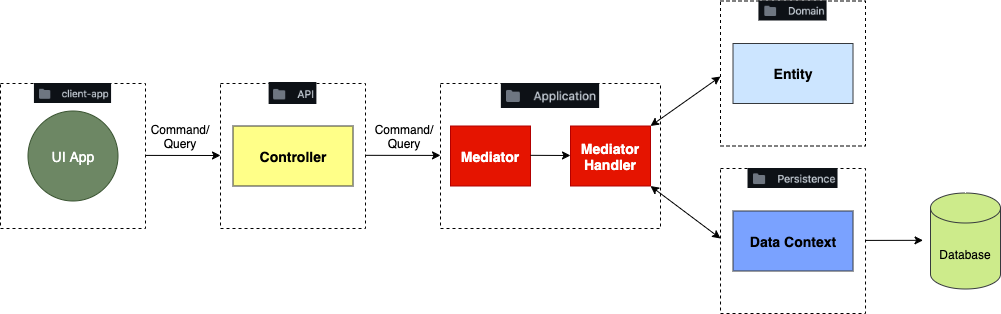 client-app
UI App
Command/
Query
API
Controller
Command/
Query
Application
Mediator
Mediator
Handler
Domain
Entity
Persistence
Data Context
Database